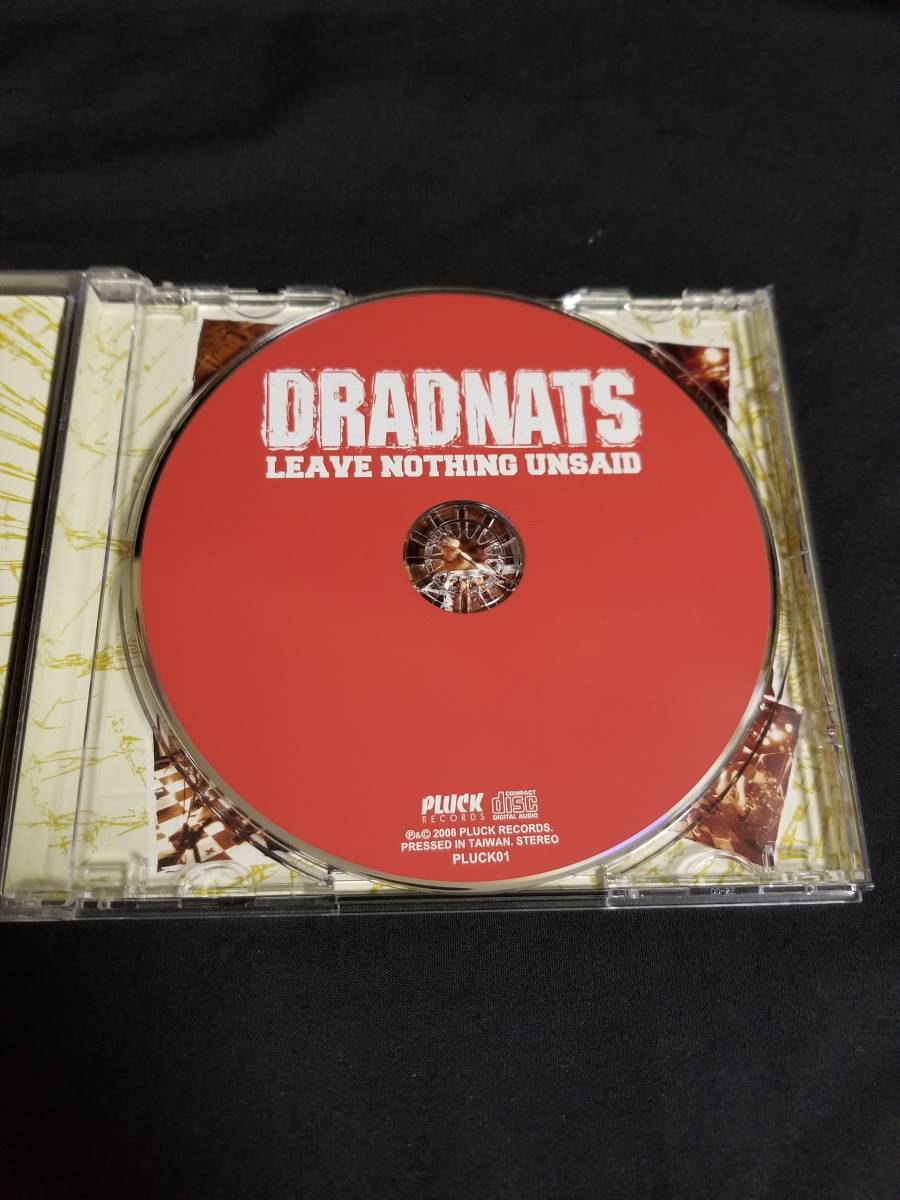 DRADNATS
LEAVE NOTHING UNSAID
PLUCK
RECORDS
COMPACT
disc
DIGITAL AUDIO
℗&© 2008 PLUCK RECORDS.
PRESSED IN TAIWAN. STEREO
PLUCK01